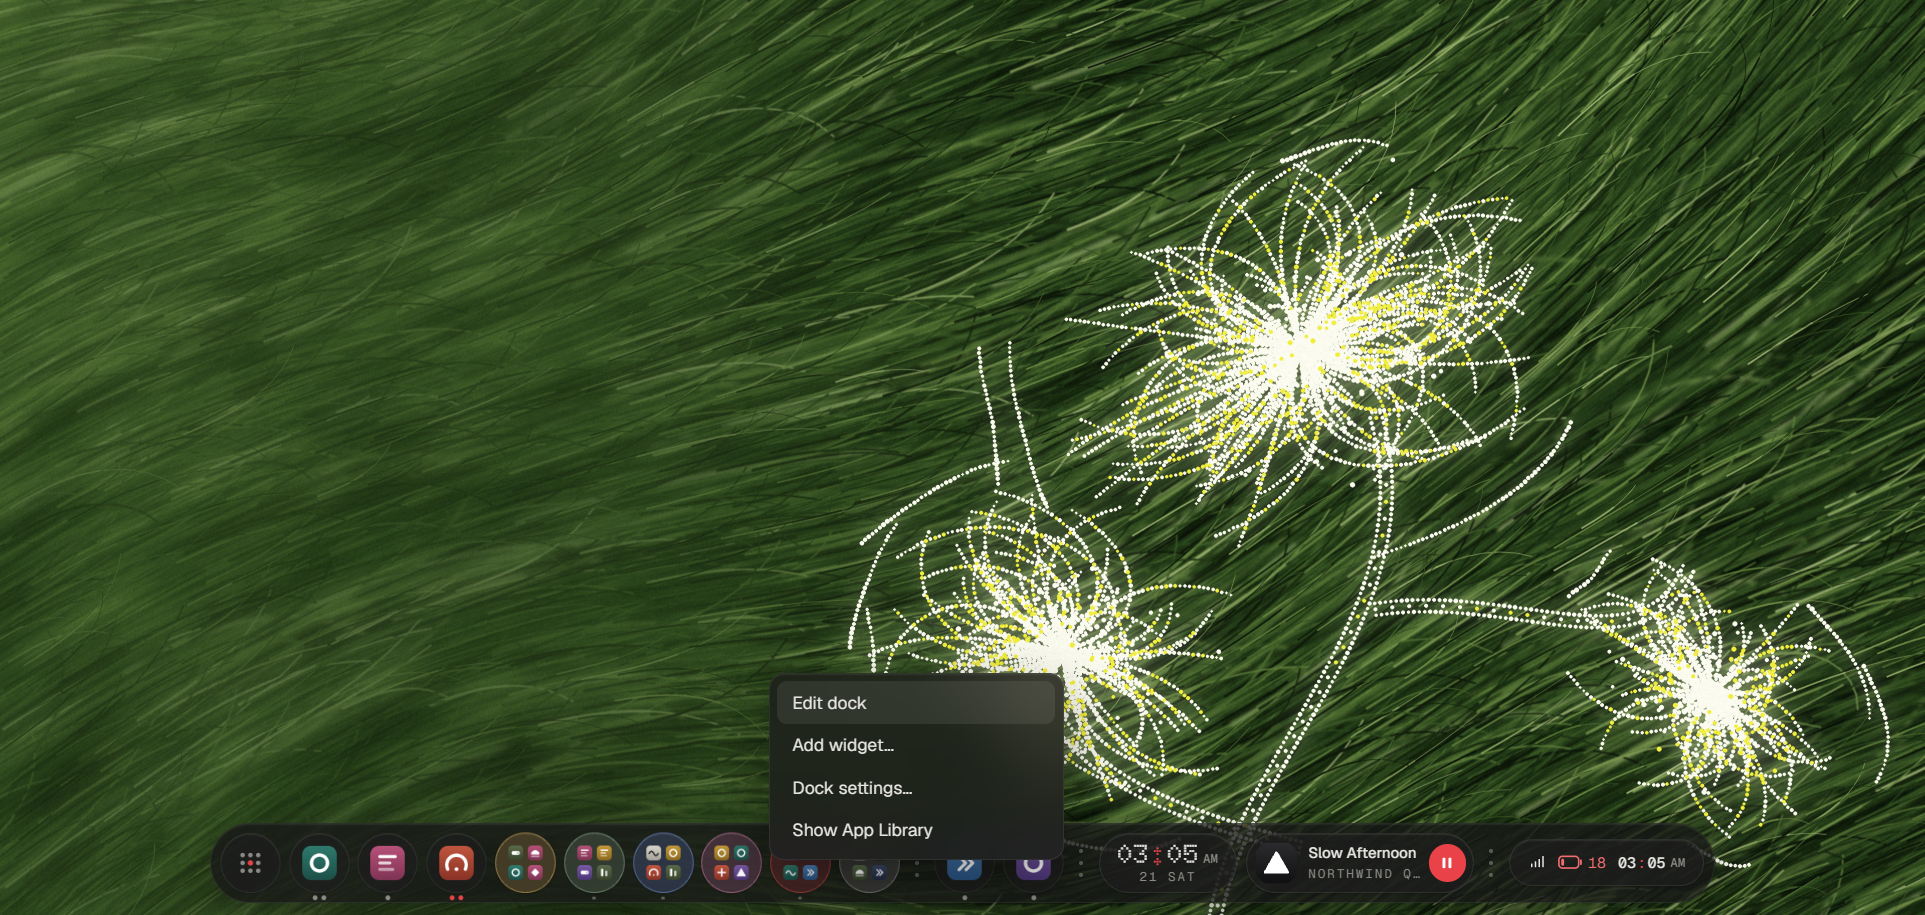 Edit dock
Add widget...
Dock settings...
Show App Library
03:05 AM
21 SAT
Slow Afternoon
NORTHWIND Q...
18 03:05 AM